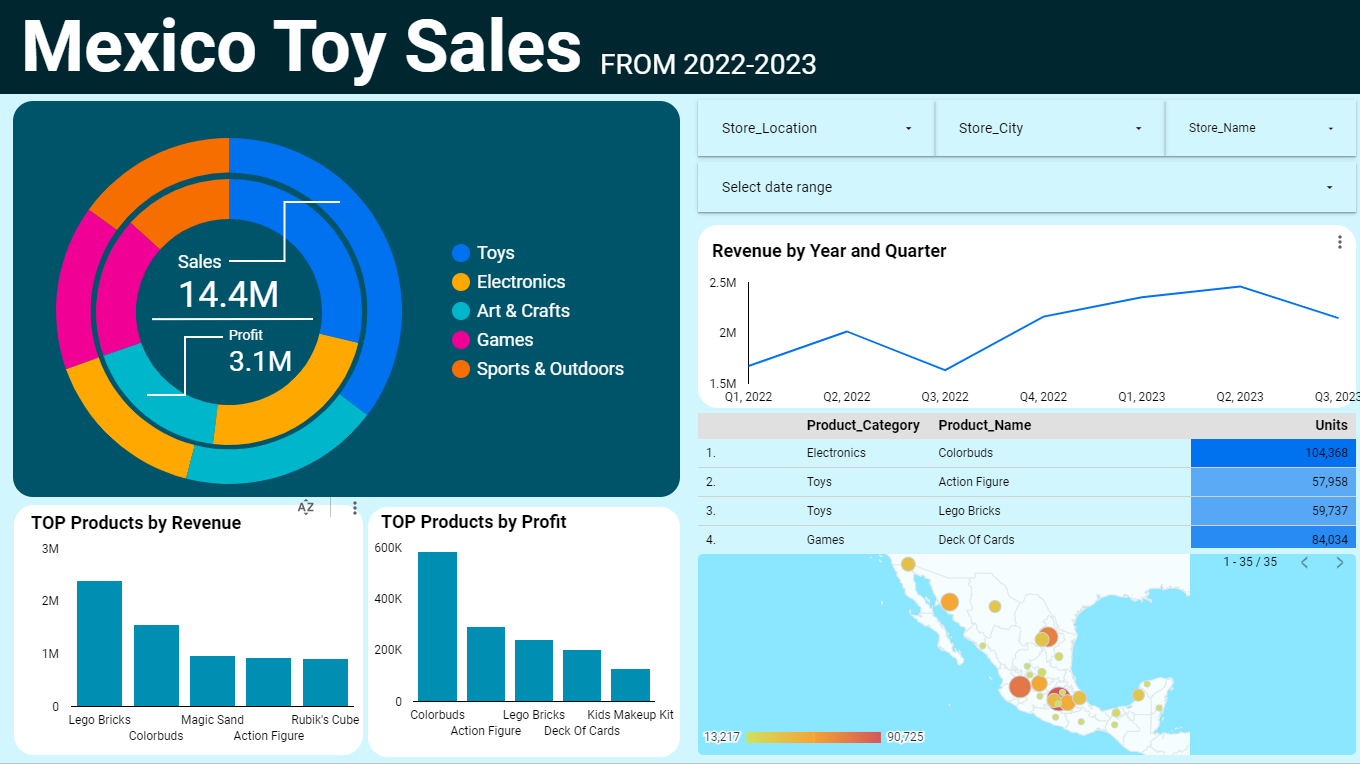 Mexico Toy Sales FROM 2022-2023
Sales
14.4M
Profit
3.1M
Toys
Electronics
Art & Crafts
Games
Sports & Outdoors
Store_Location
Store_City
Store_Name
Select date range
Revenue by Year and Quarter
2.5M
2M
1.5M
Q1, 2022 Q2, 2022 Q3, 2022 Q4, 2022 Q1, 2023 Q2, 2023 Q3, 2023
Product_Category Product_Name Units
1. Electronics Colorbuds 104,368
2. Toys Action Figure 57,958
3. Toys Lego Bricks 59,737
4. Games Deck Of Cards 84,034
1 - 35 / 35
13,217 90,725
AZ
TOP Products by Revenue
3M
2M
1M
0
Lego Bricks Magic Sand Rubik's Cube
Colorbuds Action Figure
TOP Products by Profit
600K
400K
200K
0
Colorbuds Lego Bricks Kids Makeup Kit
Action Figure Deck Of Cards